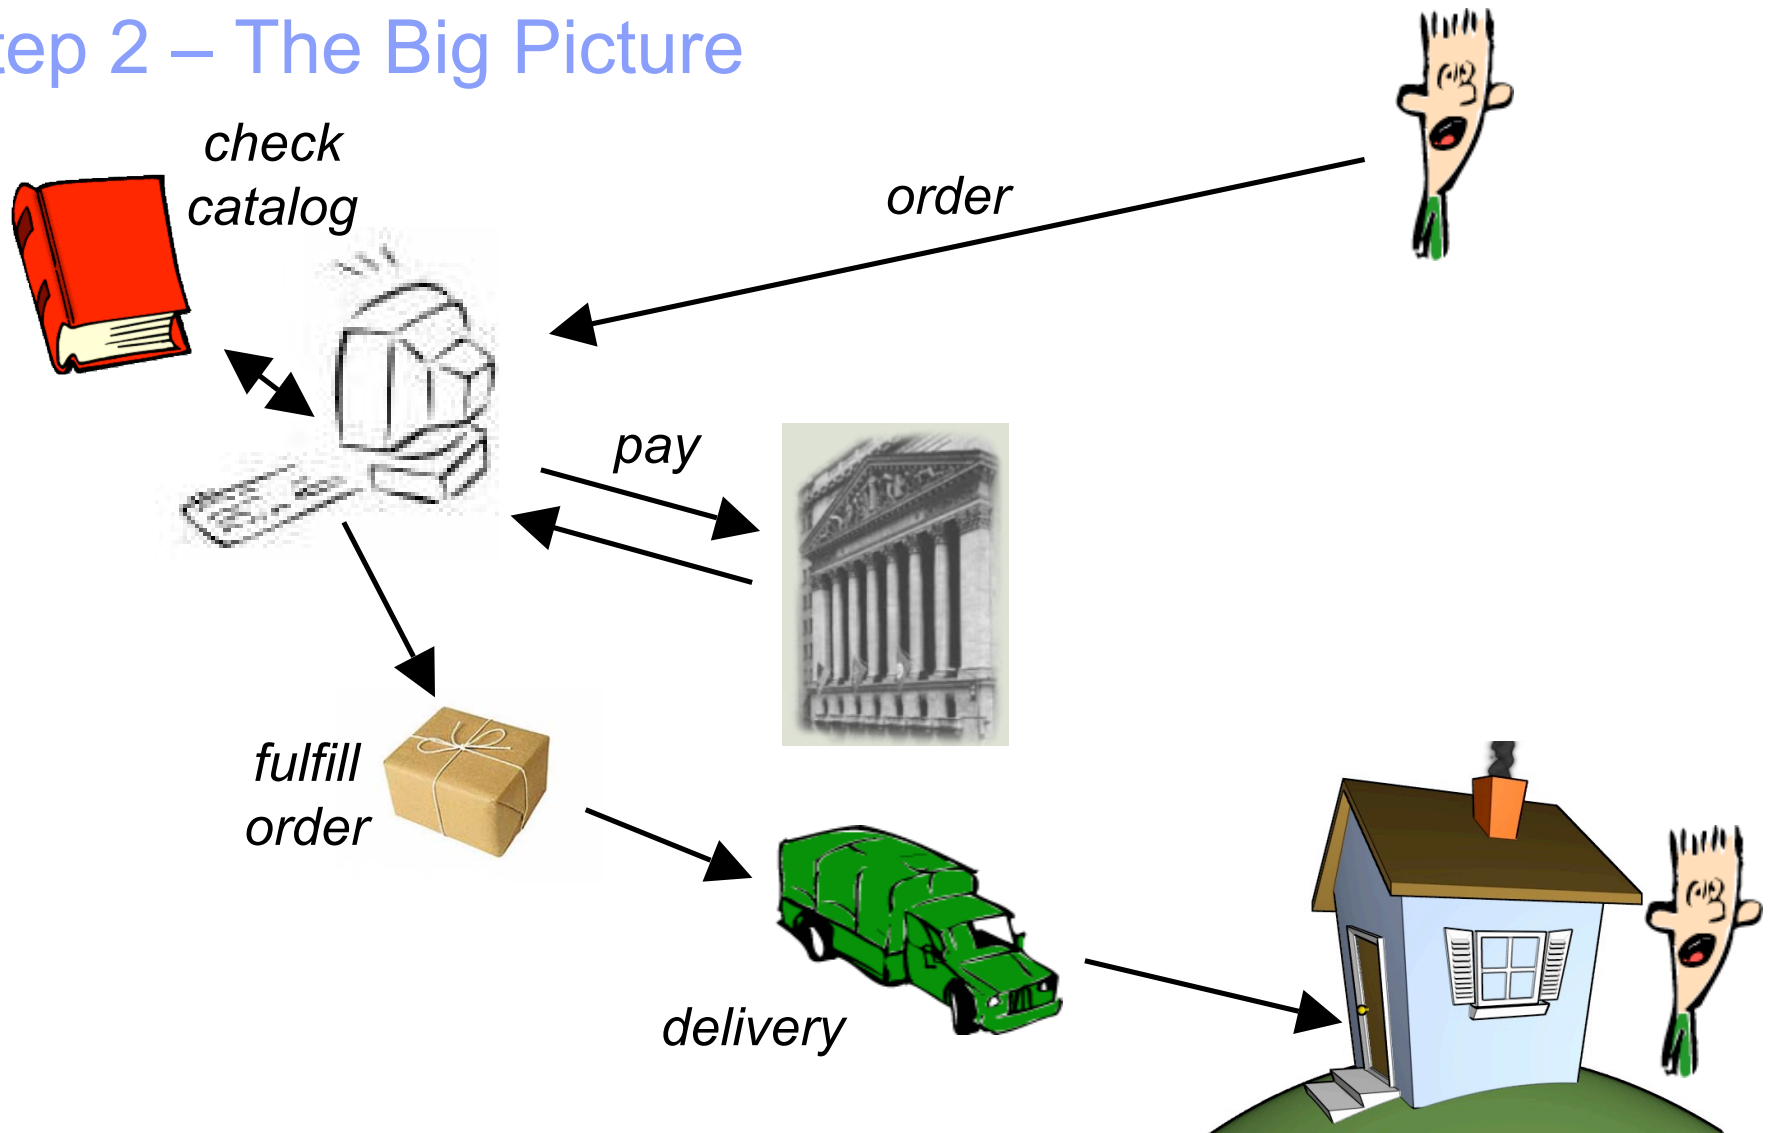 tep 2 – The Big Picture
check
catalog
order
pay
fulfill
order
delivery